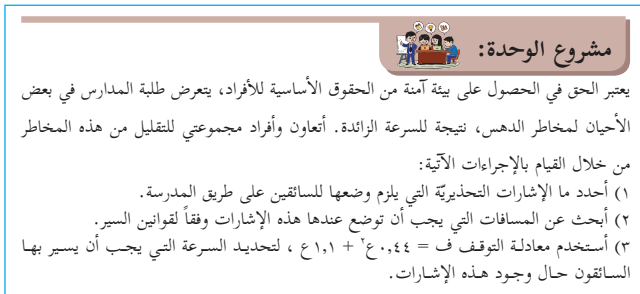 مشروع الوحدة:
يعتبر الحق في الحصول على بيئة آمنة من الحقوق الأساسية للأفراد، يتعرض طلبة المدارس في بعض
الأحيان لمخاطر الدهس، نتيجة للسرعة الزائدة. أتعاون وأفراد مجموعتي للتقليل من هذه المخاطر
من خلال القيام بالإجراءات الآتية:
١) أحدد ما الإشارات التحذيريّة التي يلزم وضعها للسائقين على طريق المدرسة.
٢) أبحث عن المسافات التي يجب أن توضع عندها هذه الإشارات وفقاً لقوانين السير.
٣) أستخدم معادلة التوقف ف = ٠,٤٤ع٢ + ١,١ع ، لتحديد السرعة التي يجب أن يسير بها
السائقون حال وجود هذه الإشارات.